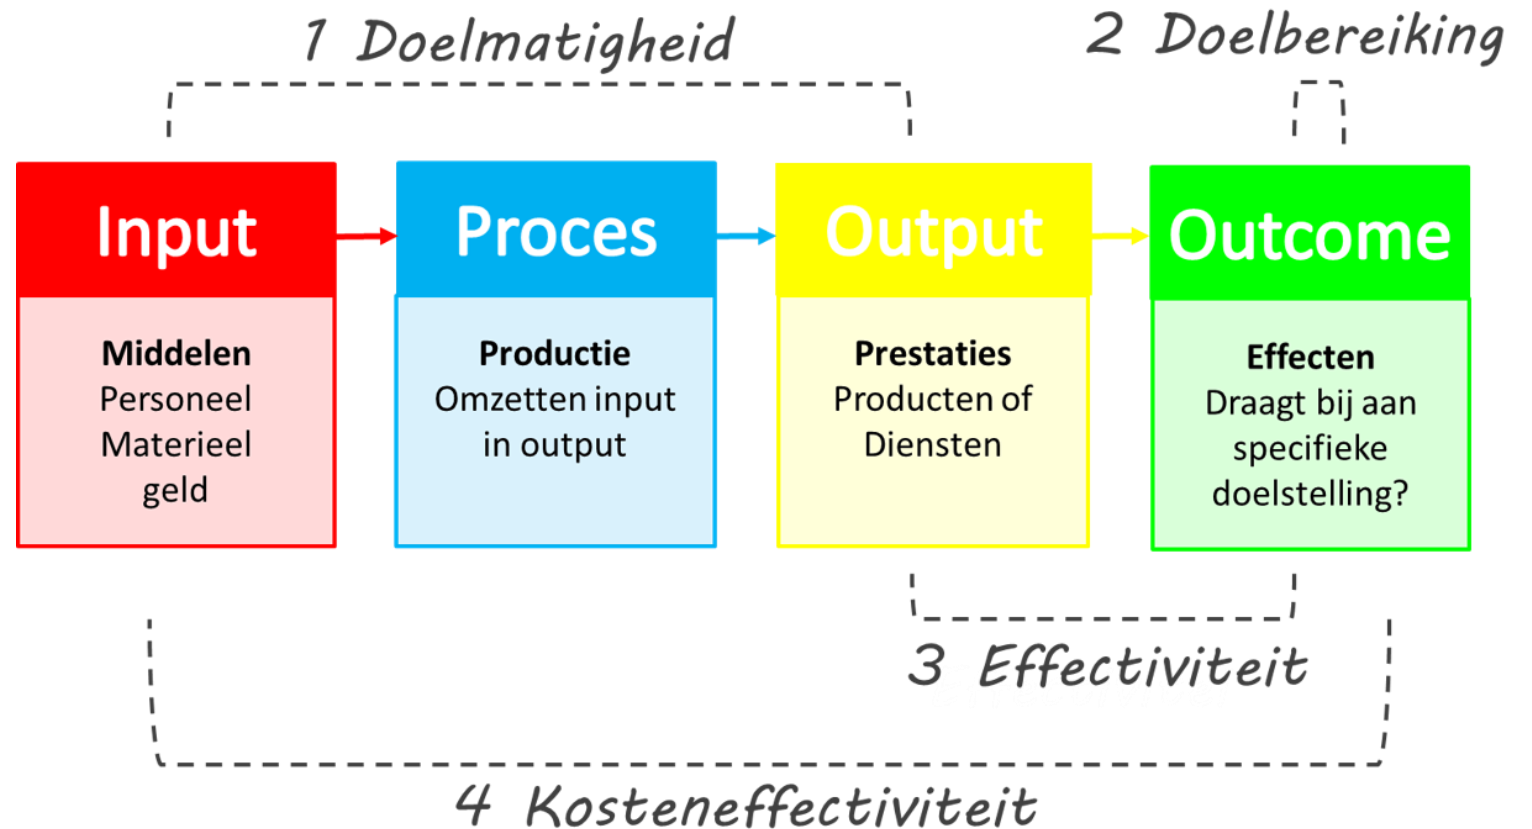 1 Doelmatigheid
2 Doelbereiking
Input
Proces
Output
Outcome
Middelen
Personeel
Materieel
geld
Productie
Omzetten input
in output
Prestaties
Producten of
Diensten
Effecten
Draagt bij aan
specifieke
doelstelling?
3 Effectiviteit
4 Kosteneffectiviteit